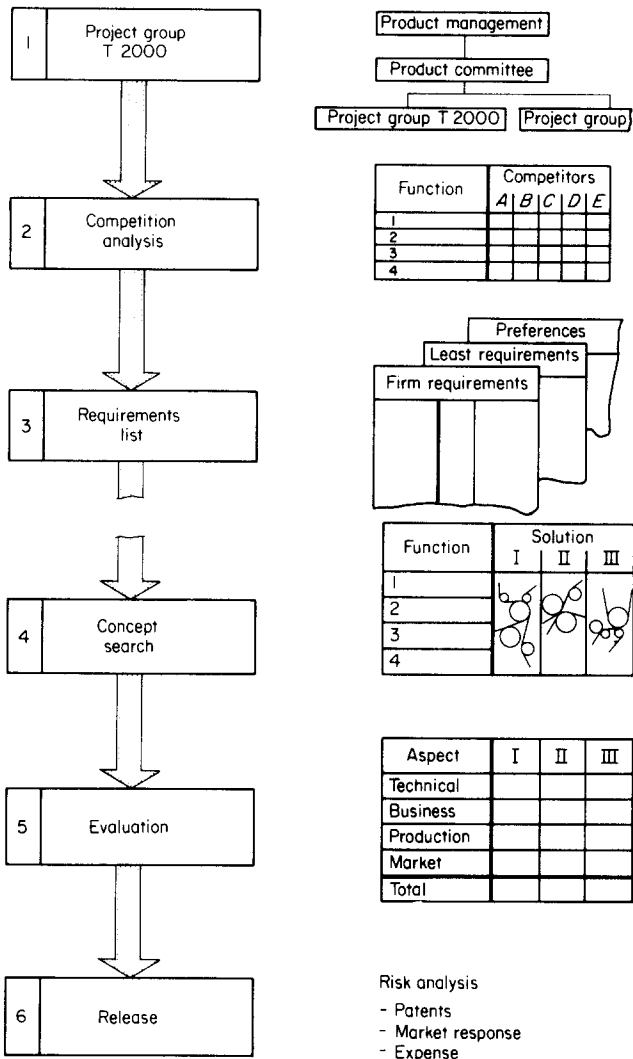 1
Project group
T 2000
Product management
Product committee
Project group T 2000
Project group
2
Competition
analysis
Function
Competitors
A B C D E
1
2
3
4
3
Requirements
list
Preferences
Least requirements
Firm requirements
4
Concept
search
Function
Solution
I II III
1
2
3
4
5
Evaluation
Aspect I II III
Technical
Business
Production
Market
Total
6
Release
Risk analysis
- Patents
- Market response
- Expense